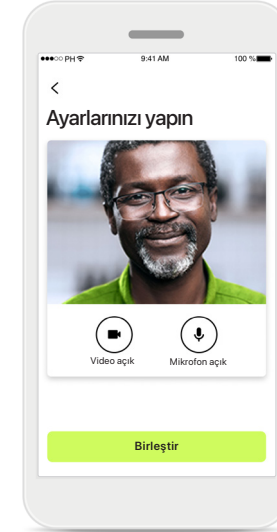 PH 9:41 AM 100 %
Ayarlarınızı yapın
Video açık Mikrofon açık
Birleştir